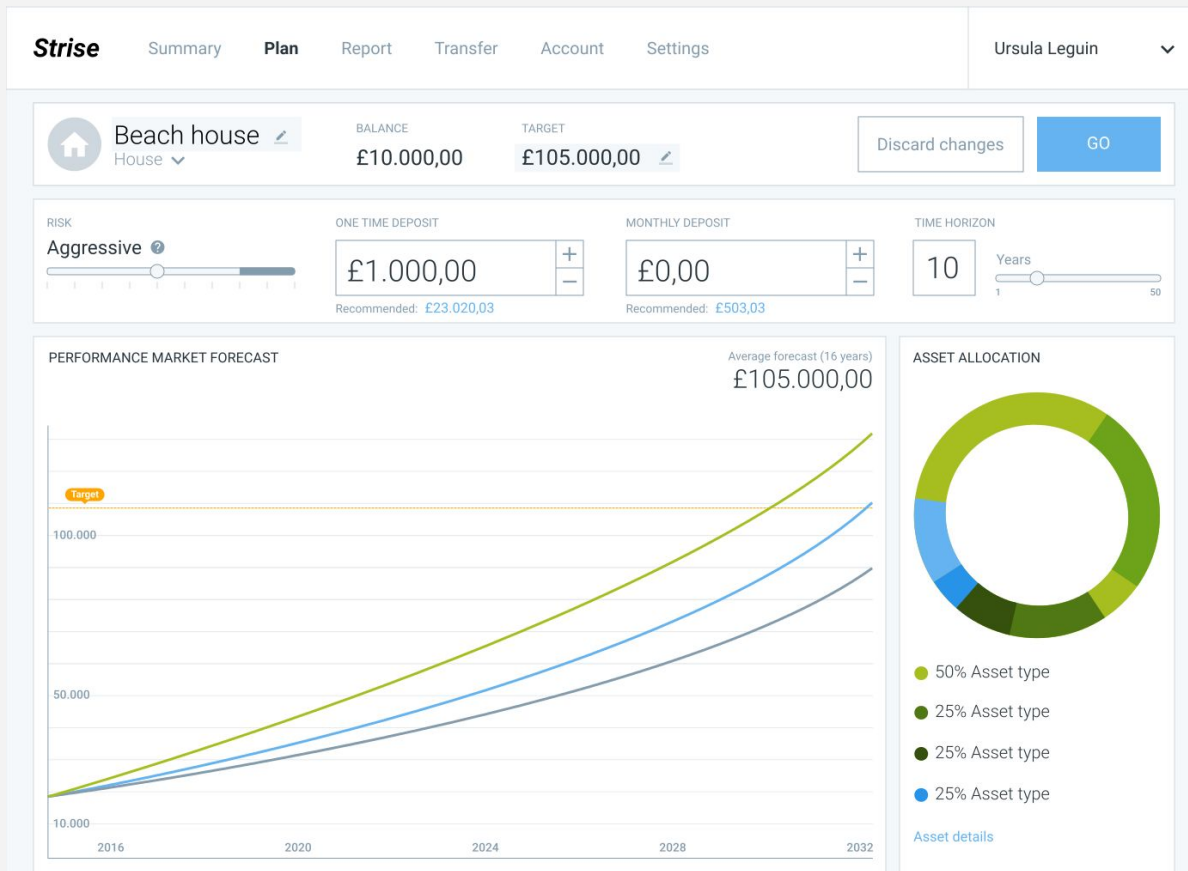 Strise
Summary
Plan
Report
Transfer
Account
Settings
Ursula Leguin
Beach house
House
BALANCE
£10.000,00
TARGET
£105.000,00
Discard changes
GO
RISK
Aggressive ?
ONE TIME DEPOSIT
£1.000,00
+
−
Recommended: £23.020,03
MONTHLY DEPOSIT
£0,00
+
−
Recommended: £503,03
TIME HORIZON
10
Years
1
50
PERFORMANCE MARKET FORECAST
Average forecast (16 years)
£105.000,00
Target
100.000
50.000
10.000
2016
2020
2024
2028
2032
ASSET ALLOCATION
50% Asset type
25% Asset type
25% Asset type
25% Asset type
Asset details